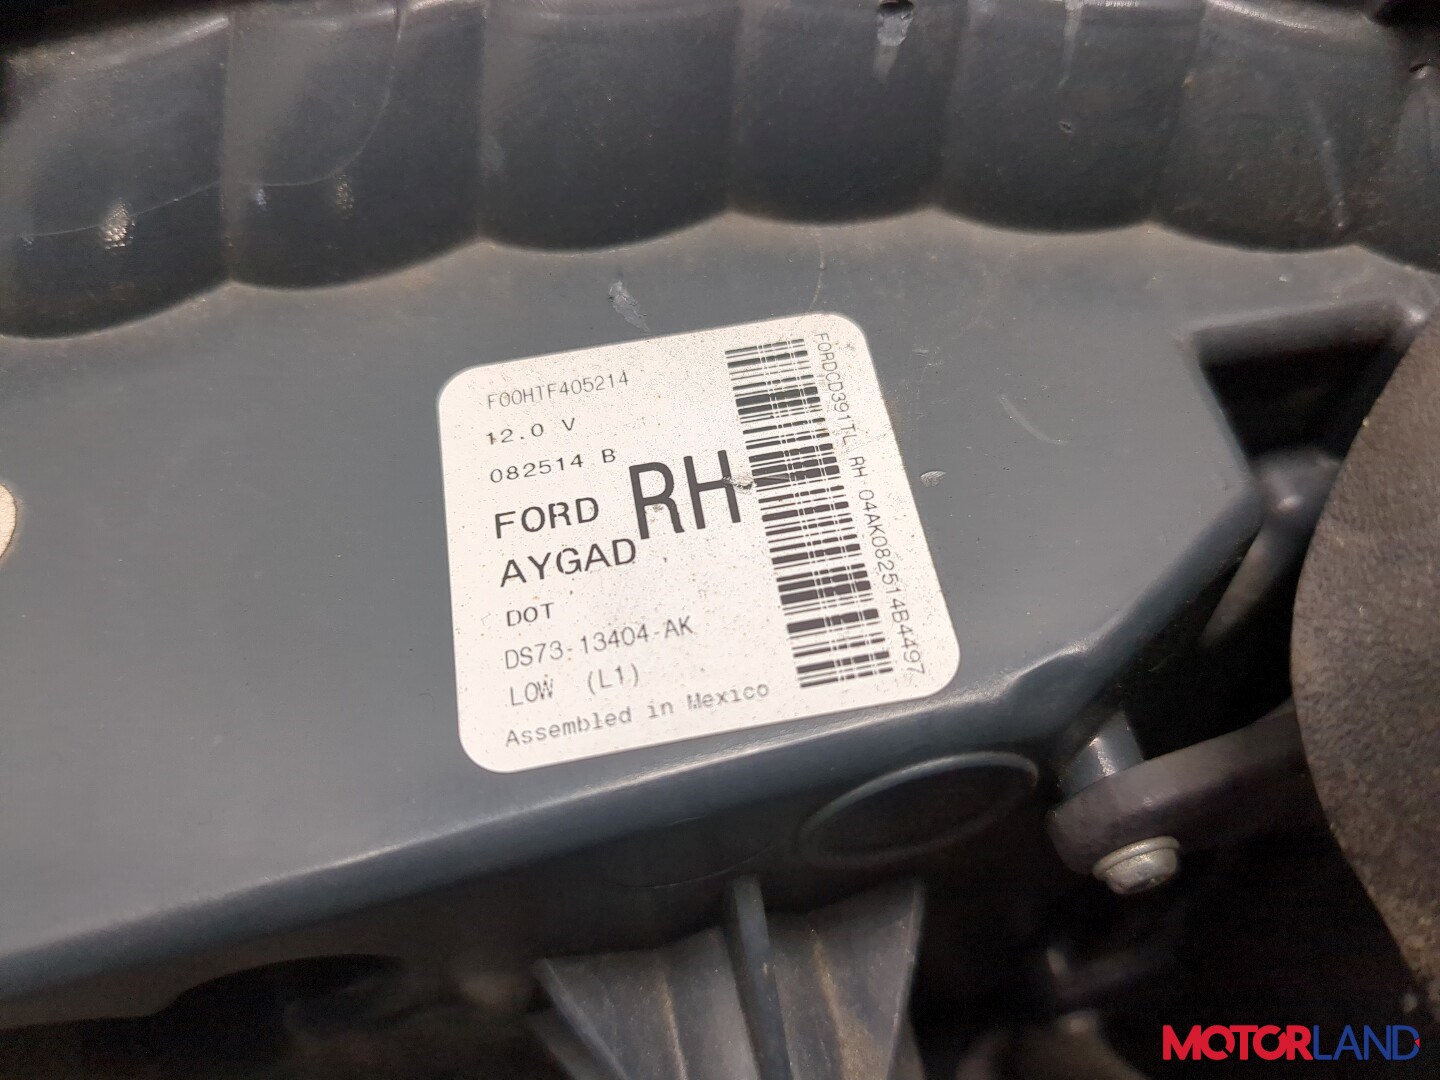 F00HTF405214
12.0 V
082514 B
FORD RH
AYGAD
DOT
DS73-13404-AK
LOW (L1)
Assembled in Mexico
FORDCD391TL RH 04AK082514B4497
MOTORLAND